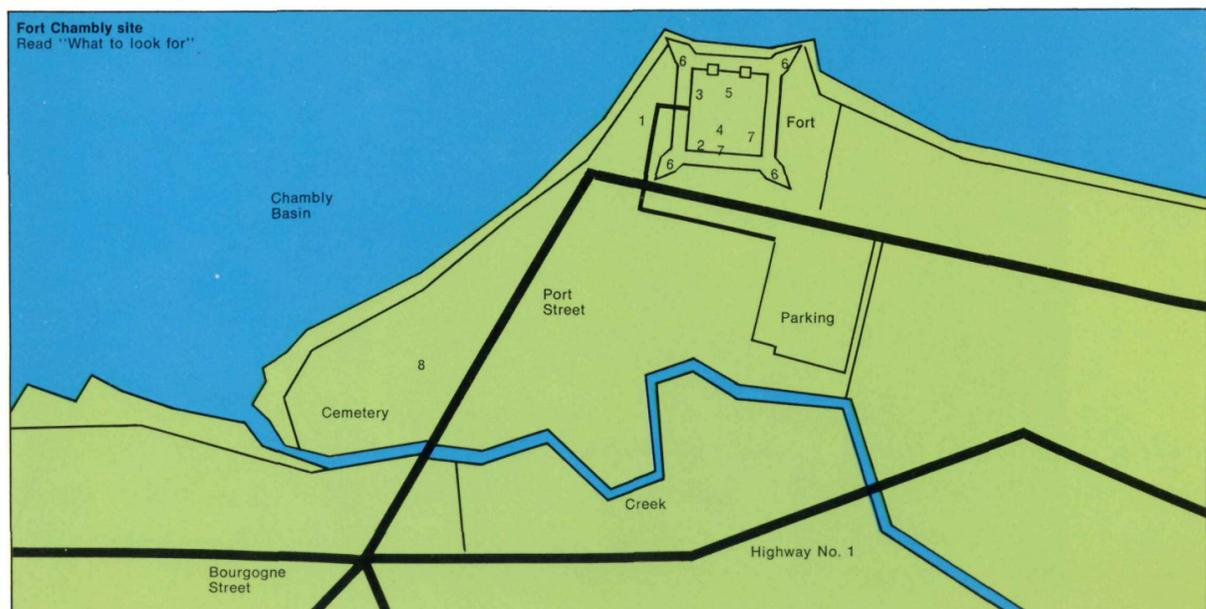 Fort Chambly site
Read "What to look for"
6
6
3
5
1
Fort
4
7
2
7
6
6
Chambly
Basin
Port
Street
Parking
8
Cemetery
Creek
Highway No. 1
Bourgogne
Street